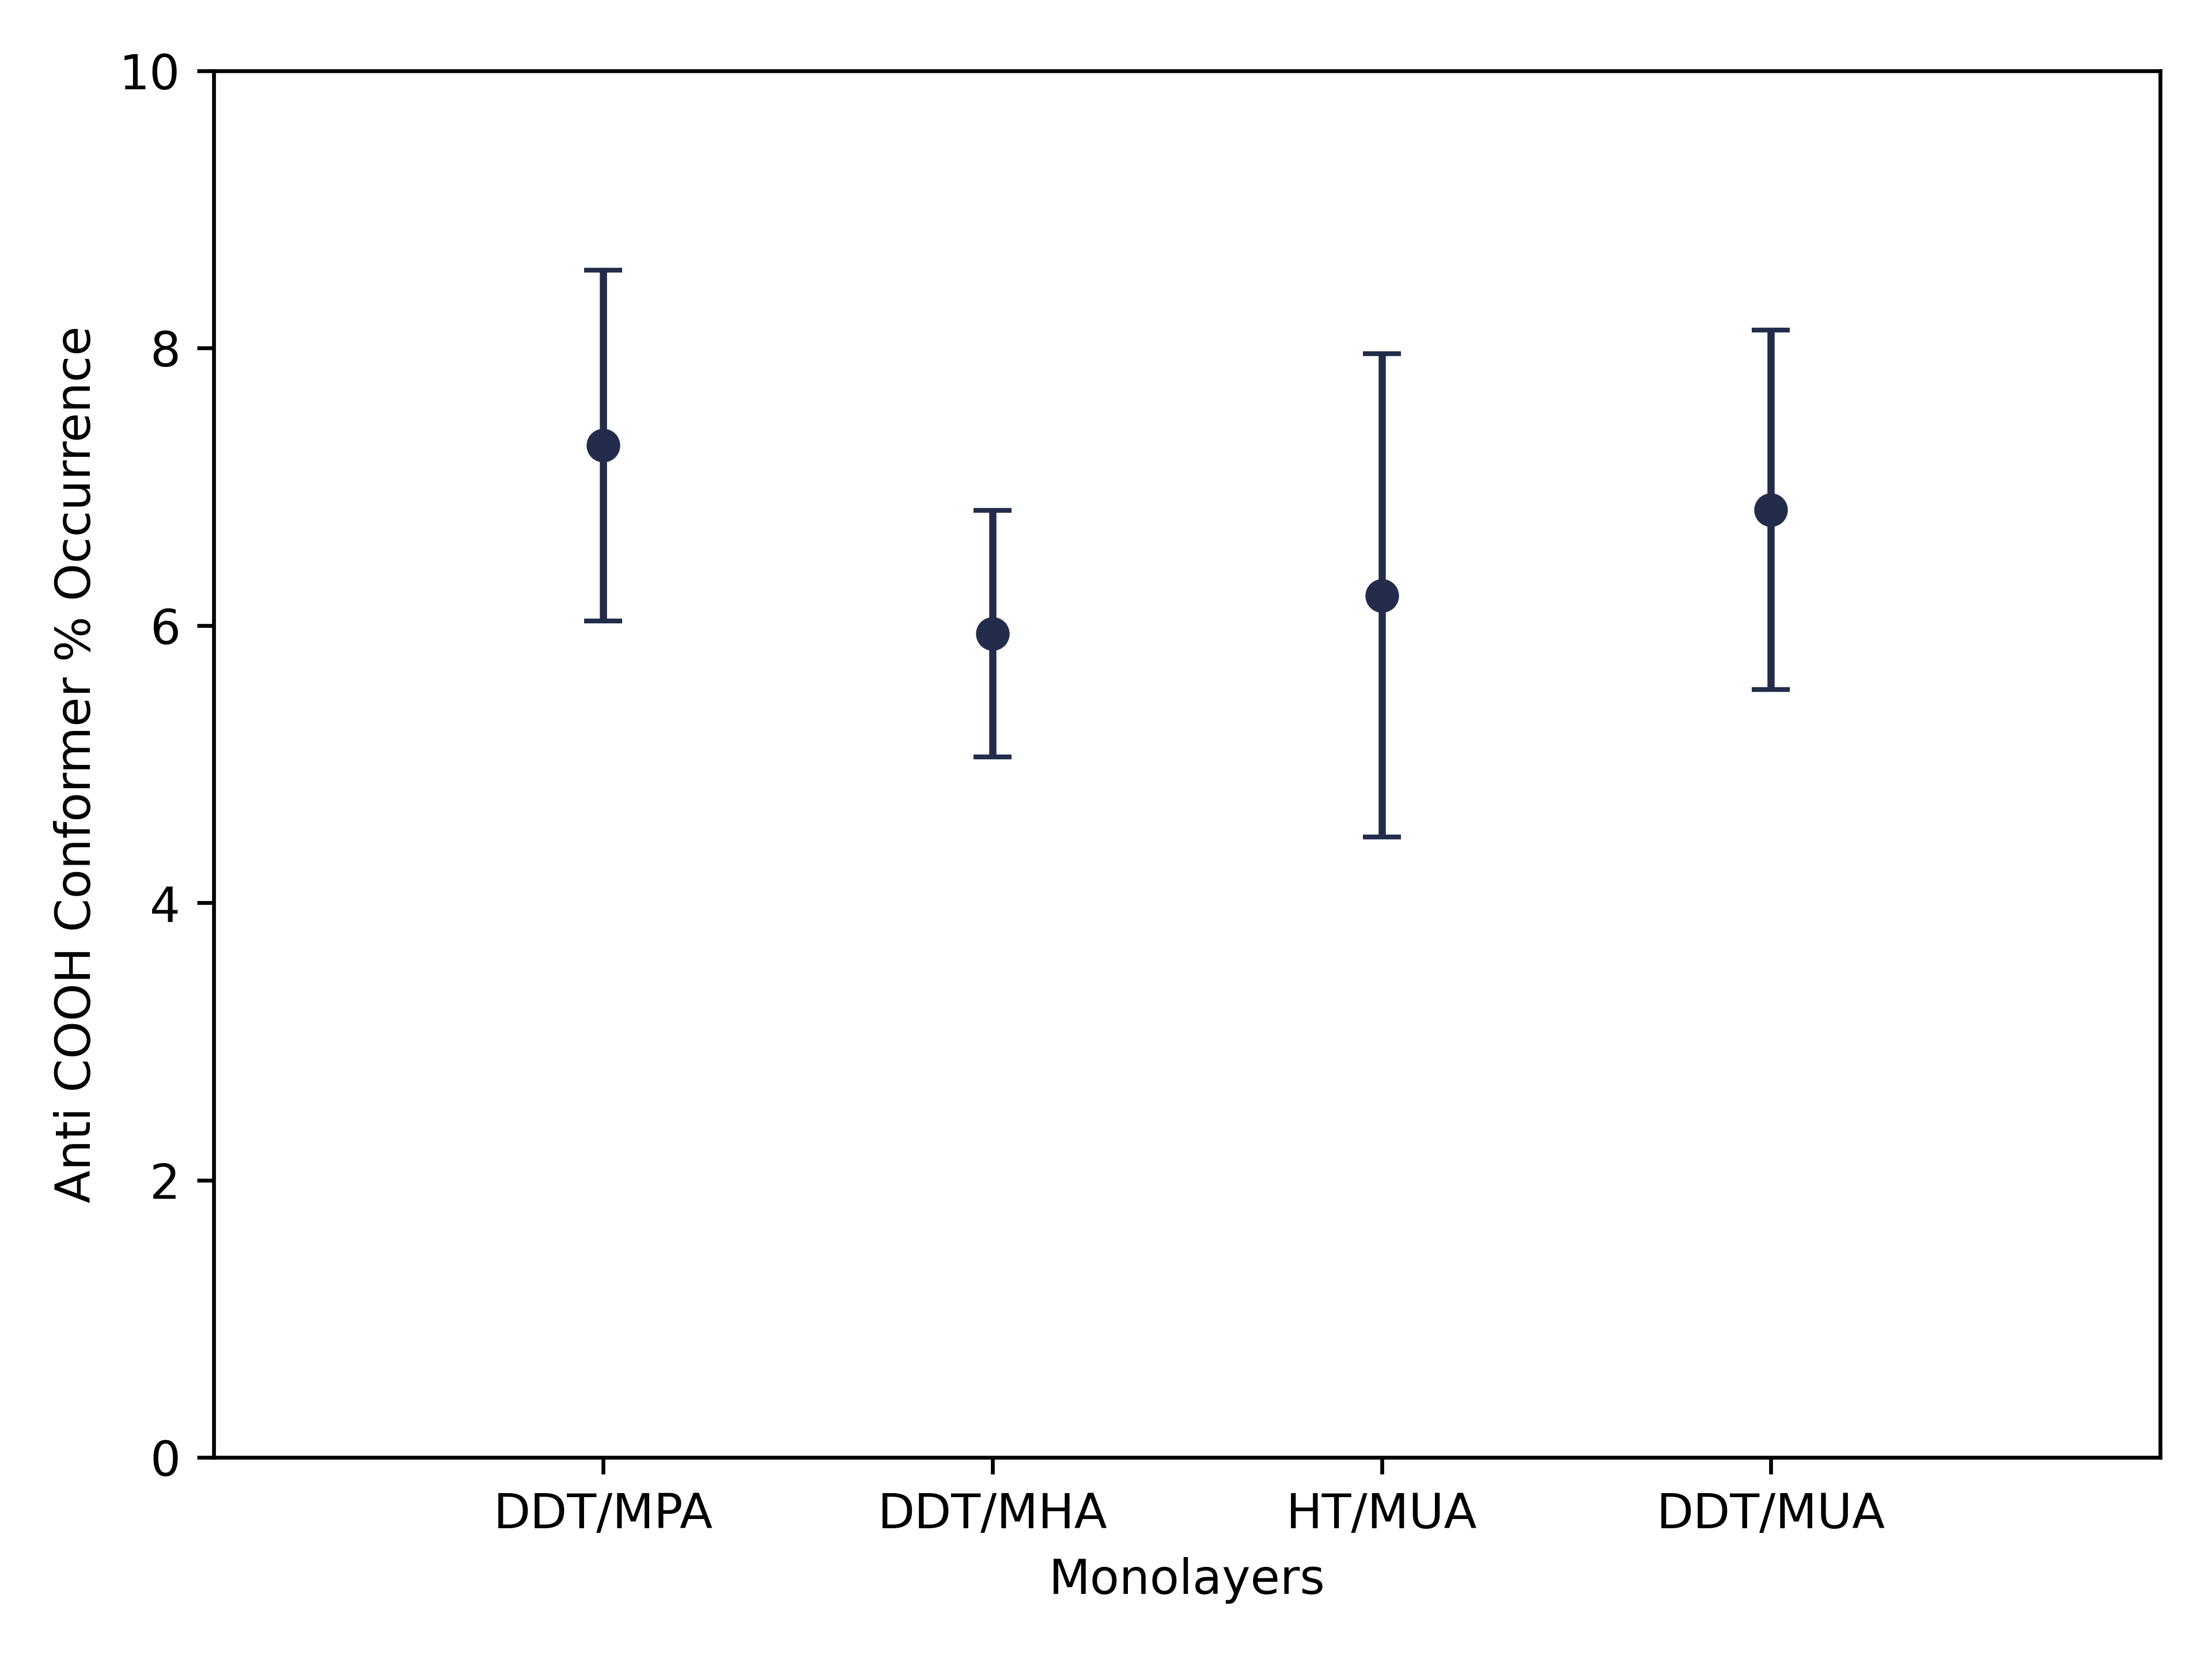 Anti COOH Conformer % Occurrence
10
8
6
4
2
0
DDT/MPA DDT/MHA HT/MUA DDT/MUA
Monolayers